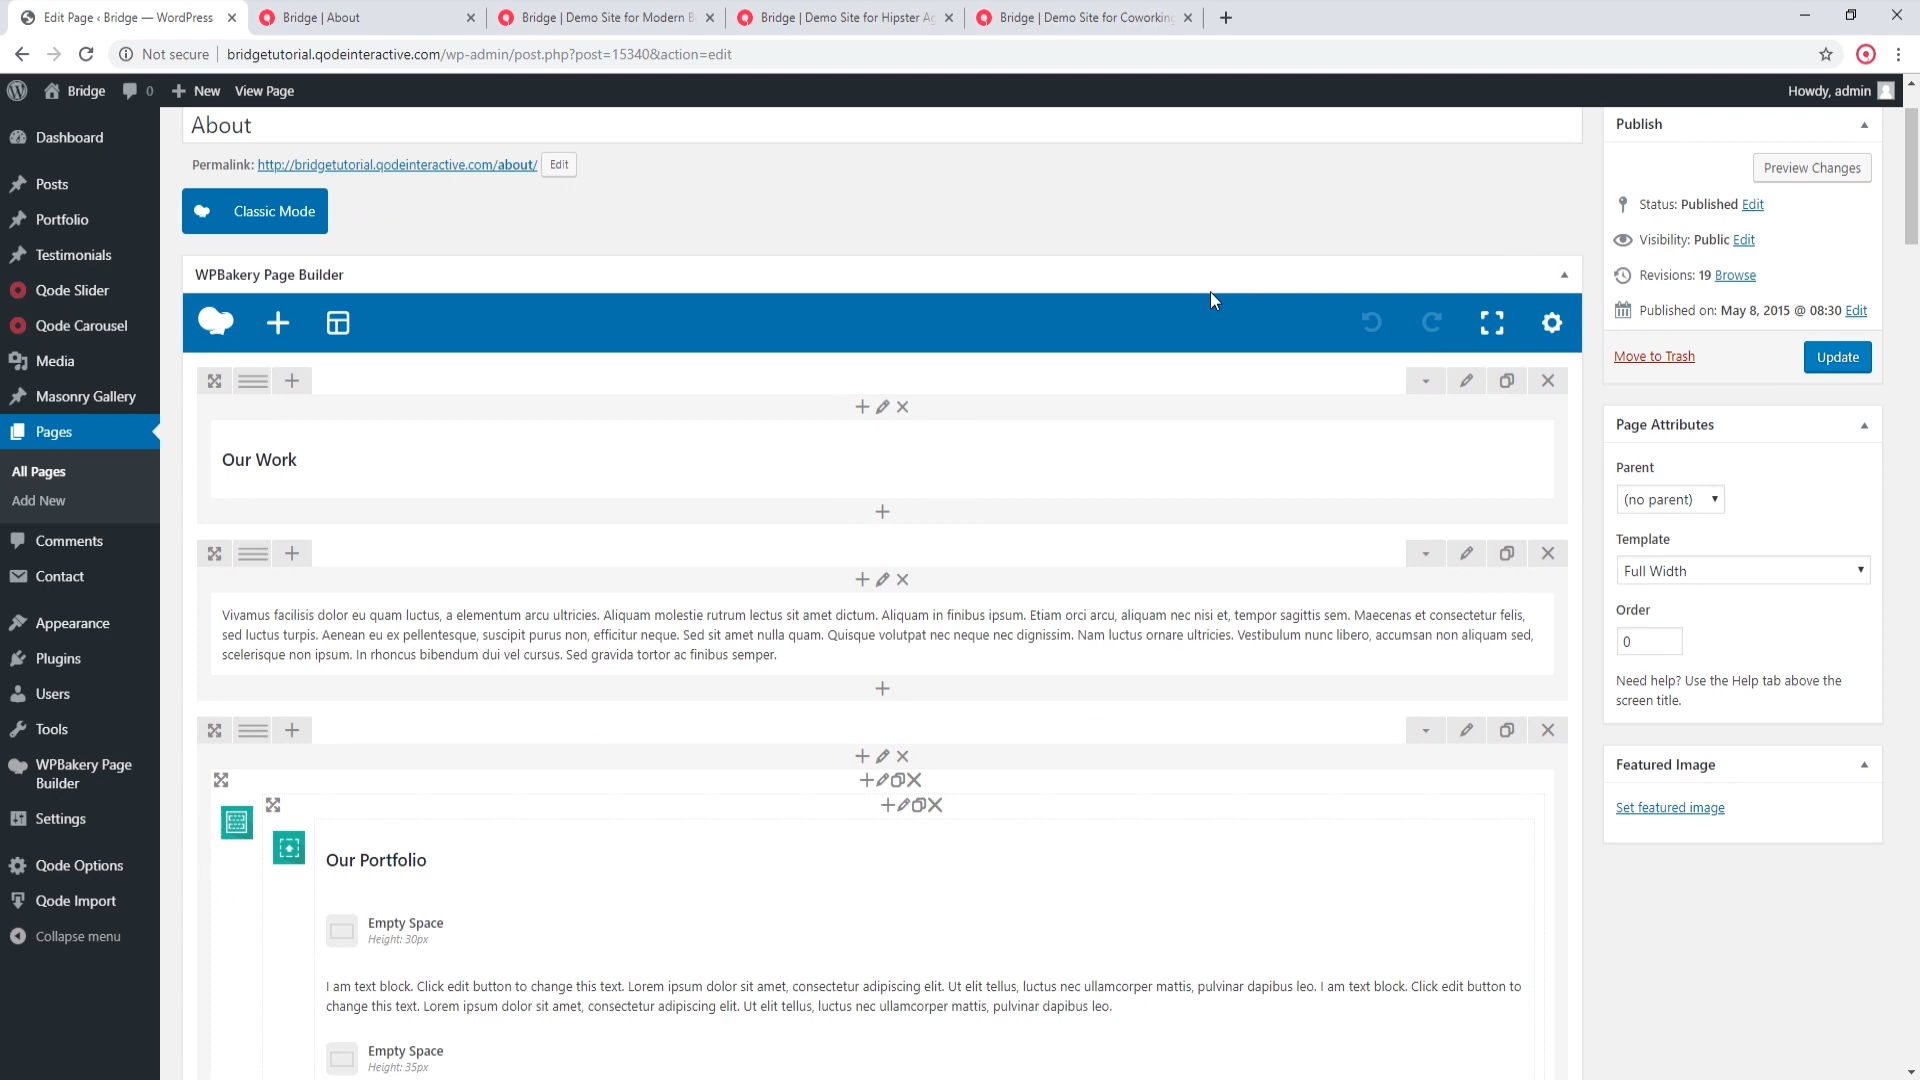 Edit Page ‹ Bridge — WordPress
Bridge | About
Bridge | Demo Site for Modern B
Bridge | Demo Site for Hipster Ag
Bridge | Demo Site for Coworking
Not secure
bridgetutorial.qodeinteractive.com/wp-admin/post.php?post=15340&action=edit
Bridge
0
New
View Page
Howdy, admin
Dashboard
Posts
Portfolio
Testimonials
Qode Slider
Qode Carousel
Media
Masonry Gallery
Pages
All Pages
Add New
Comments
Contact
Appearance
Plugins
Users
Tools
WPBakery Page
Builder
Settings
Qode Options
Qode Import
Collapse menu
About
Permalink: http://bridgetutorial.qodeinteractive.com/about/ Edit
Classic Mode
WPBakery Page Builder
Our Work
Vivamus facilisis dolor eu quam luctus, a elementum arcu ultricies. Aliquam molestie rutrum lectus sit amet dictum. Aliquam in finibus ipsum. Etiam orci arcu, aliquam nec nisi et, tempor sagittis sem. Maecenas et consectetur felis,
sed luctus turpis. Aenean eu ex pellentesque, suscipit purus non, efficitur neque. Sed sit amet nulla quam. Quisque volutpat nec neque nec dignissim. Nam luctus ornare ultricies. Vestibulum nunc libero, accumsan non aliquam sed,
scelerisque non ipsum. In rhoncus bibendum dui vel cursus. Sed gravida tortor ac finibus semper.
Our Portfolio
Empty Space
Height: 30px
I am text block. Click edit button to change this text. Lorem ipsum dolor sit amet, consectetur adipiscing elit. Ut elit tellus, luctus nec ullamcorper mattis, pulvinar dapibus leo. I am text block. Click edit button to
change this text. Lorem ipsum dolor sit amet, consectetur adipiscing elit. Ut elit tellus, luctus nec ullamcorper mattis, pulvinar dapibus leo.
Empty Space
Height: 35px
Publish
Preview Changes
Status: Published Edit
Visibility: Public Edit
Revisions: 19 Browse
Published on: May 8, 2015 @ 08:30 Edit
Move to Trash
Update
Page Attributes
Parent
(no parent)
Template
Full Width
Order
0
Need help? Use the Help tab above the
screen title.
Featured Image
Set featured image